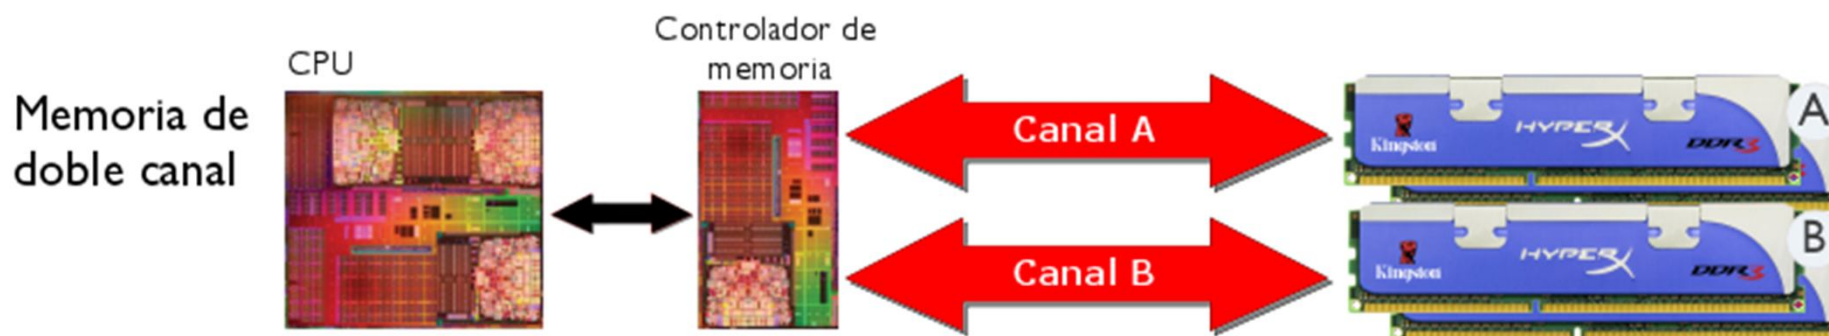 Memoria de
doble canal
CPU
Controlador de
memoria
Canal A
Canal B
Kingston
HYPERX
DDR3
A
Kingston
HYPERX
DDR3
B